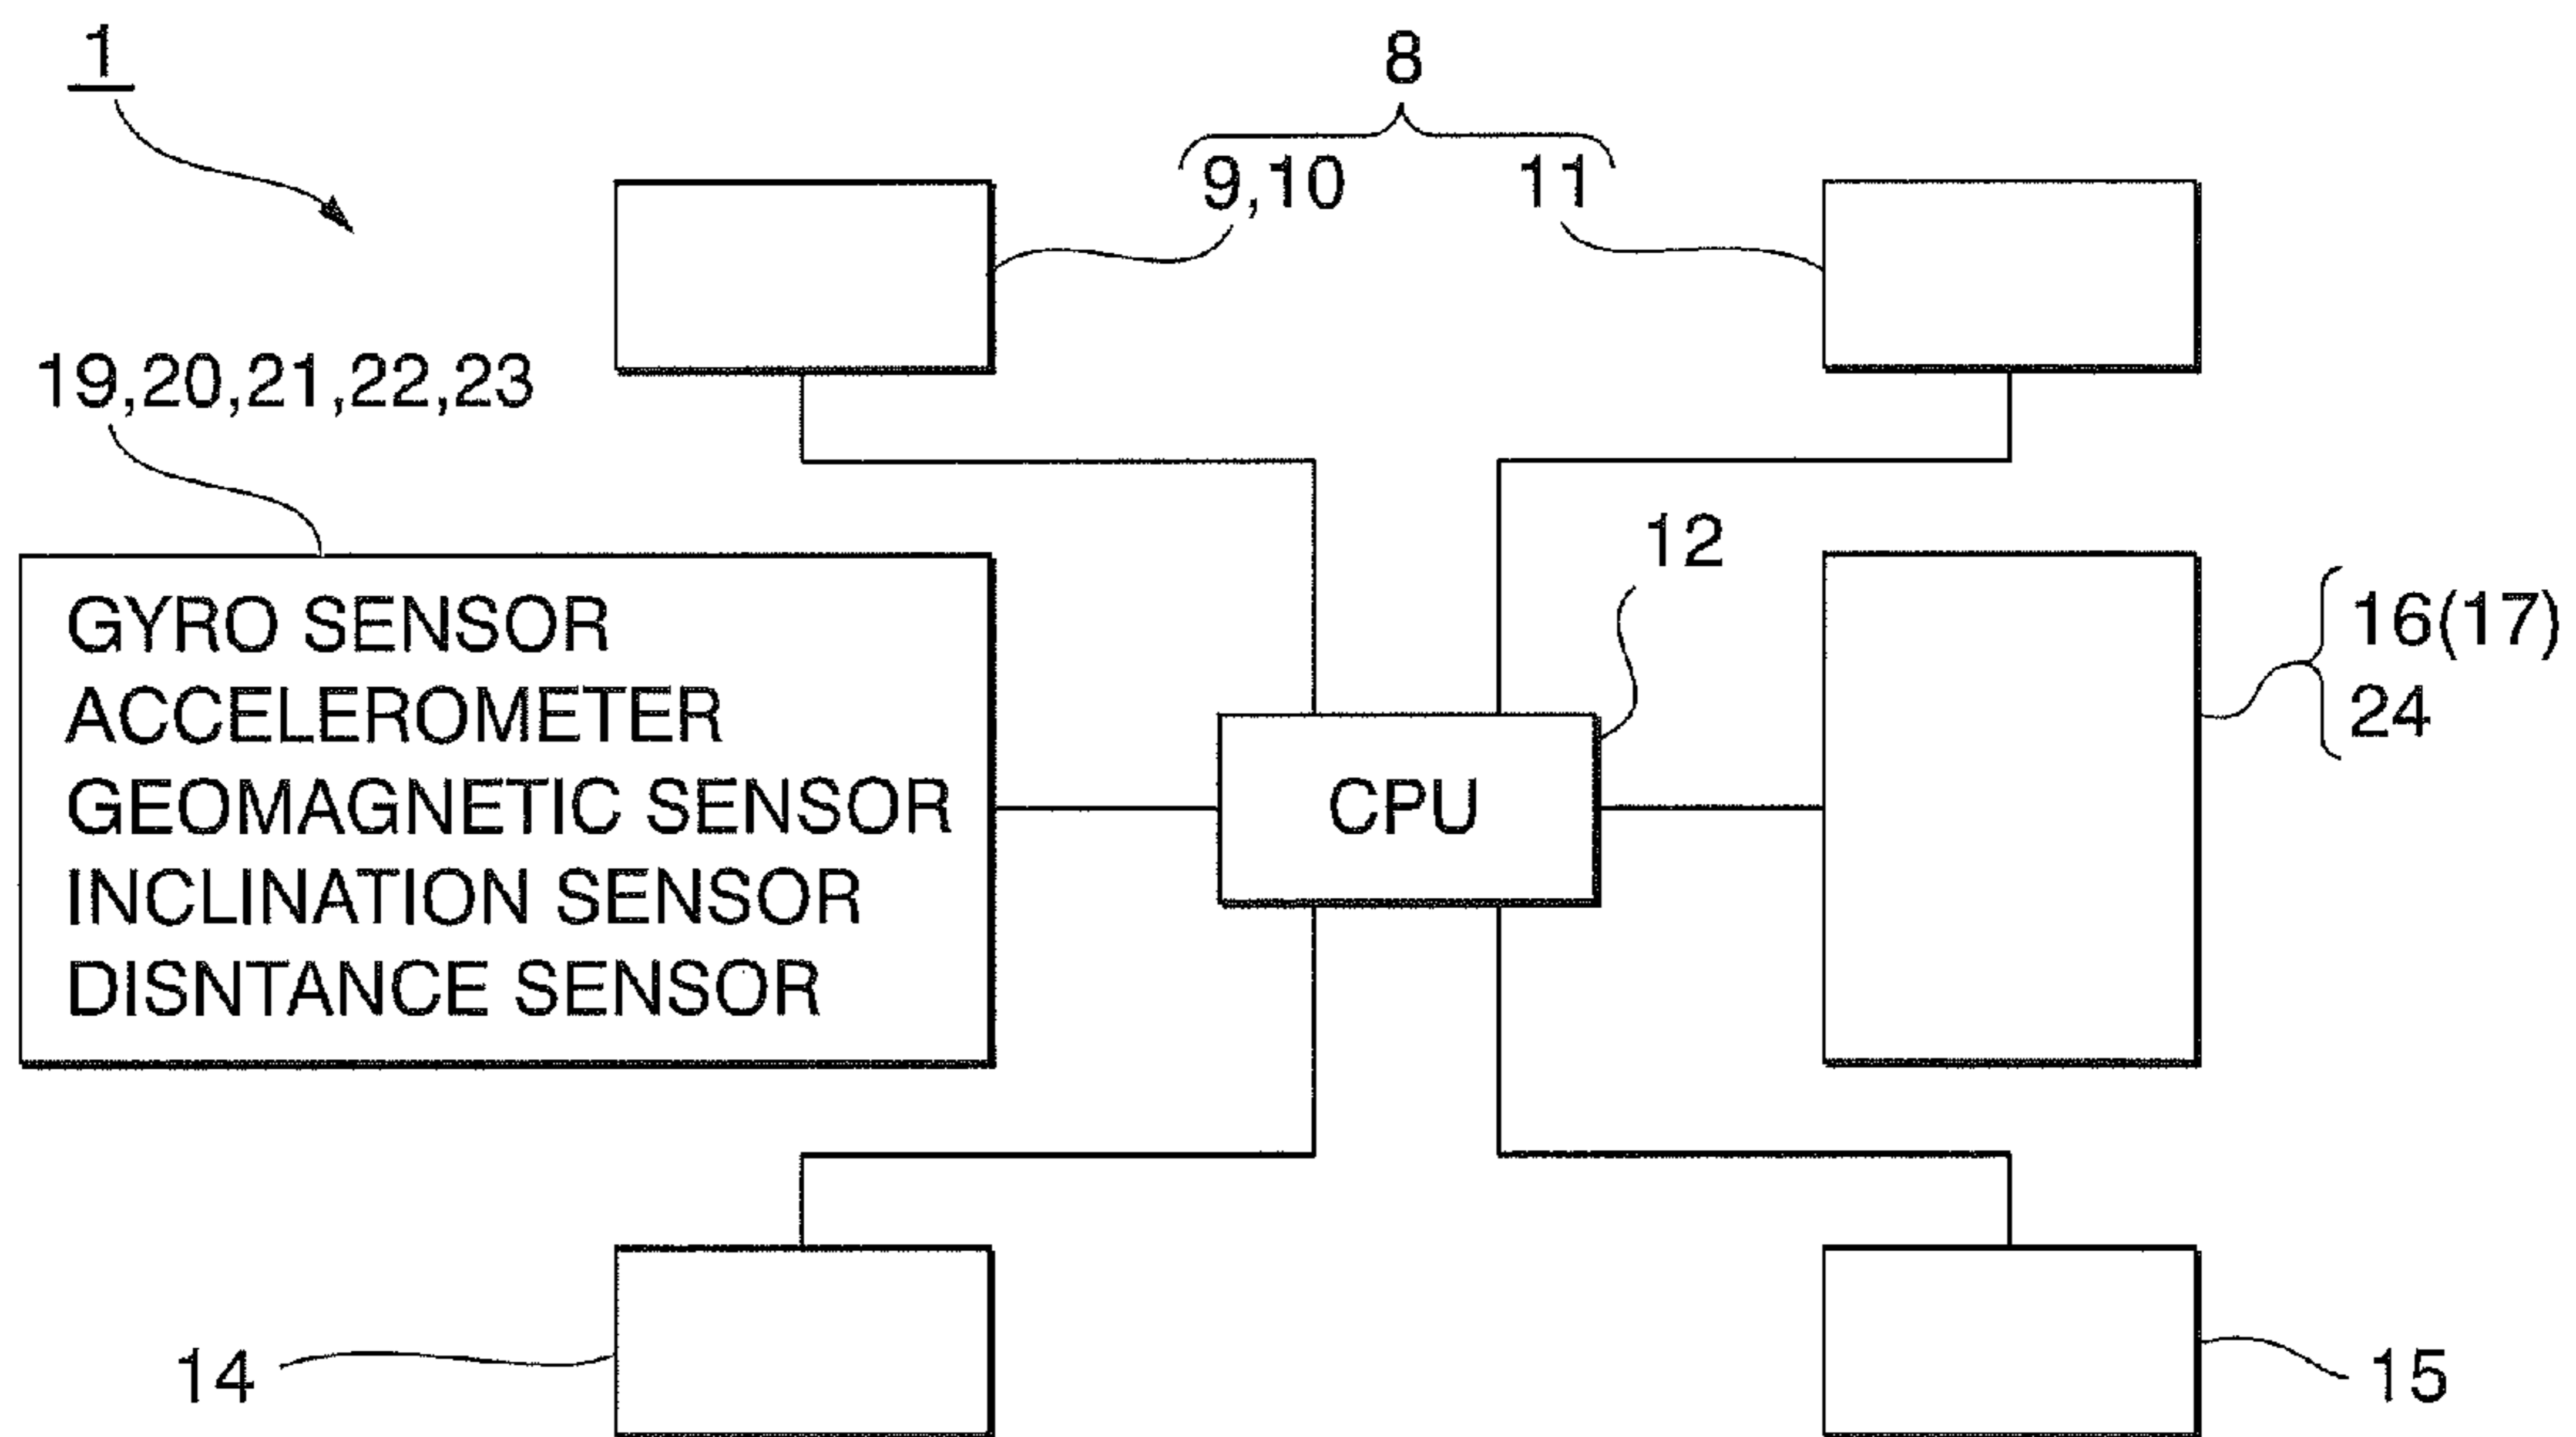 1
8
9,10
11
19,20,21,22,23
12
GYRO SENSOR
ACCELEROMETER
GEOMAGNETIC SENSOR
INCLINATION SENSOR
DISNTANCE SENSOR
CPU
16(17)
24
14
15